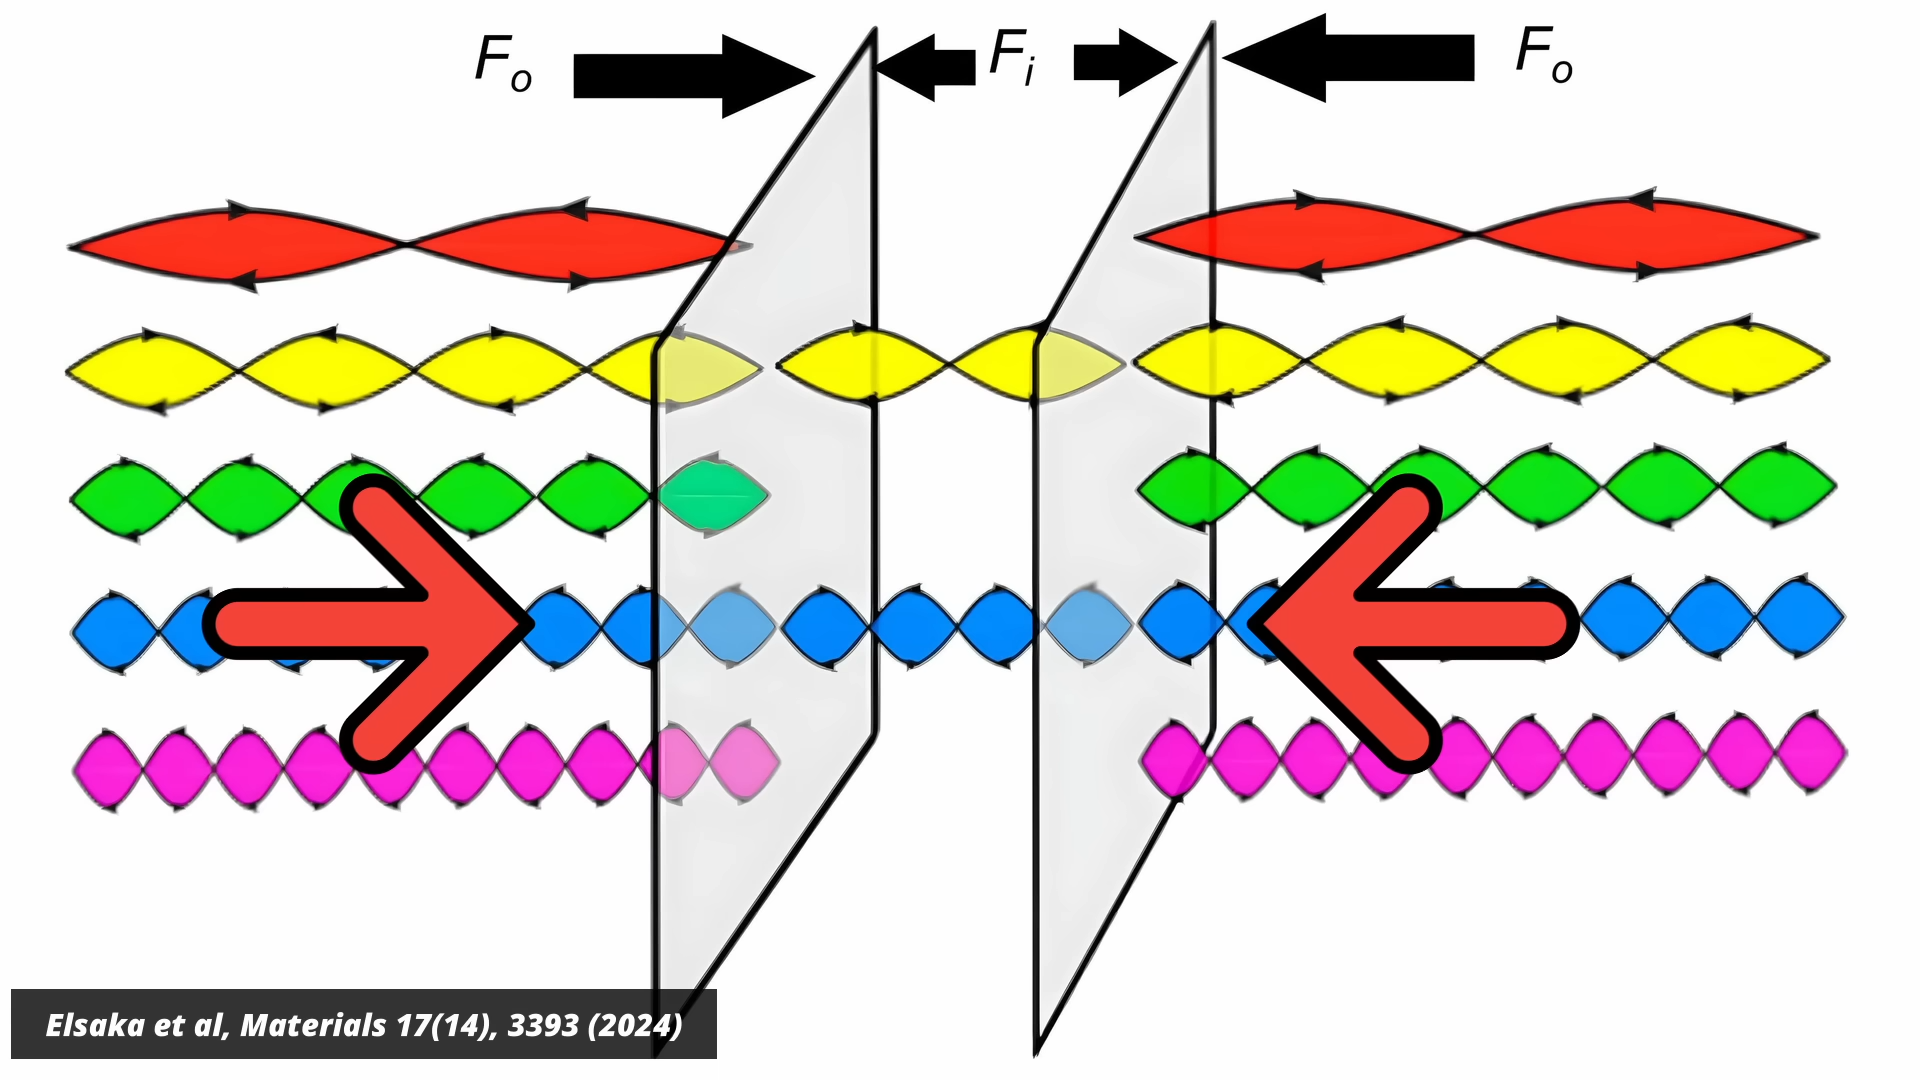 Fo Fi Fo
Elsaka et al, Materials 17(14), 3393 (2024)